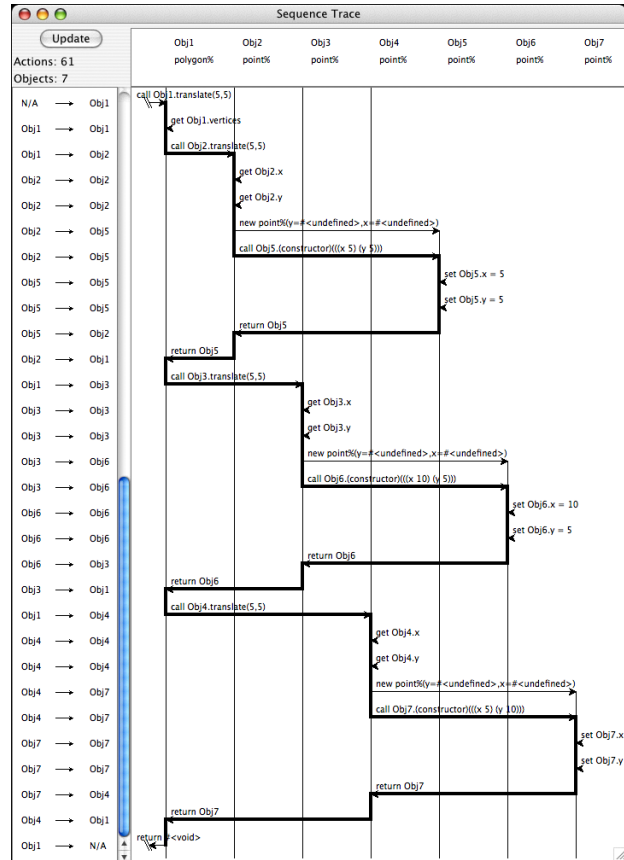 Sequence Trace
Update
Actions: 61
Objects: 7
Obj1 Obj2 Obj3 Obj4 Obj5 Obj6 Obj7
polygon% point% point% point% point% point% point%
N/A Obj1 call Obj1.translate(5,5)
Obj1 Obj1 get Obj1.vertices
Obj1 Obj2 call Obj2.translate(5,5)
Obj2 Obj2 get Obj2.x
Obj2 Obj2 get Obj2.y
Obj2 Obj5 new point%(y=#<undefined>,x=#<undefined>)
Obj2 Obj5 call Obj5.(constructor)(((x 5) (y 5)))
Obj5 Obj5 set Obj5.x = 5
Obj5 Obj5 set Obj5.y = 5
Obj5 Obj2 return Obj5
Obj2 Obj1 return Obj5
Obj1 Obj3 call Obj3.translate(5,5)
Obj3 Obj3 get Obj3.x
Obj3 Obj3 get Obj3.y
Obj3 Obj6 new point%(y=#<undefined>,x=#<undefined>)
Obj3 Obj6 call Obj6.(constructor)(((x 10) (y 5)))
Obj6 Obj6 set Obj6.x = 10
Obj6 Obj6 set Obj6.y = 5
Obj6 Obj3 return Obj6
Obj3 Obj1 return Obj6
Obj1 Obj4 call Obj4.translate(5,5)
Obj4 Obj4 get Obj4.x
Obj4 Obj4 get Obj4.y
Obj4 Obj7 new point%(y=#<undefined>,x=#<undefined>)
Obj4 Obj7 call Obj7.(constructor)(((x 5) (y 10)))
Obj7 Obj7 set Obj7.x
Obj7 Obj7 set Obj7.y
Obj7 Obj4 return Obj7
Obj4 Obj1 return Obj7
Obj1 N/A return #<void>